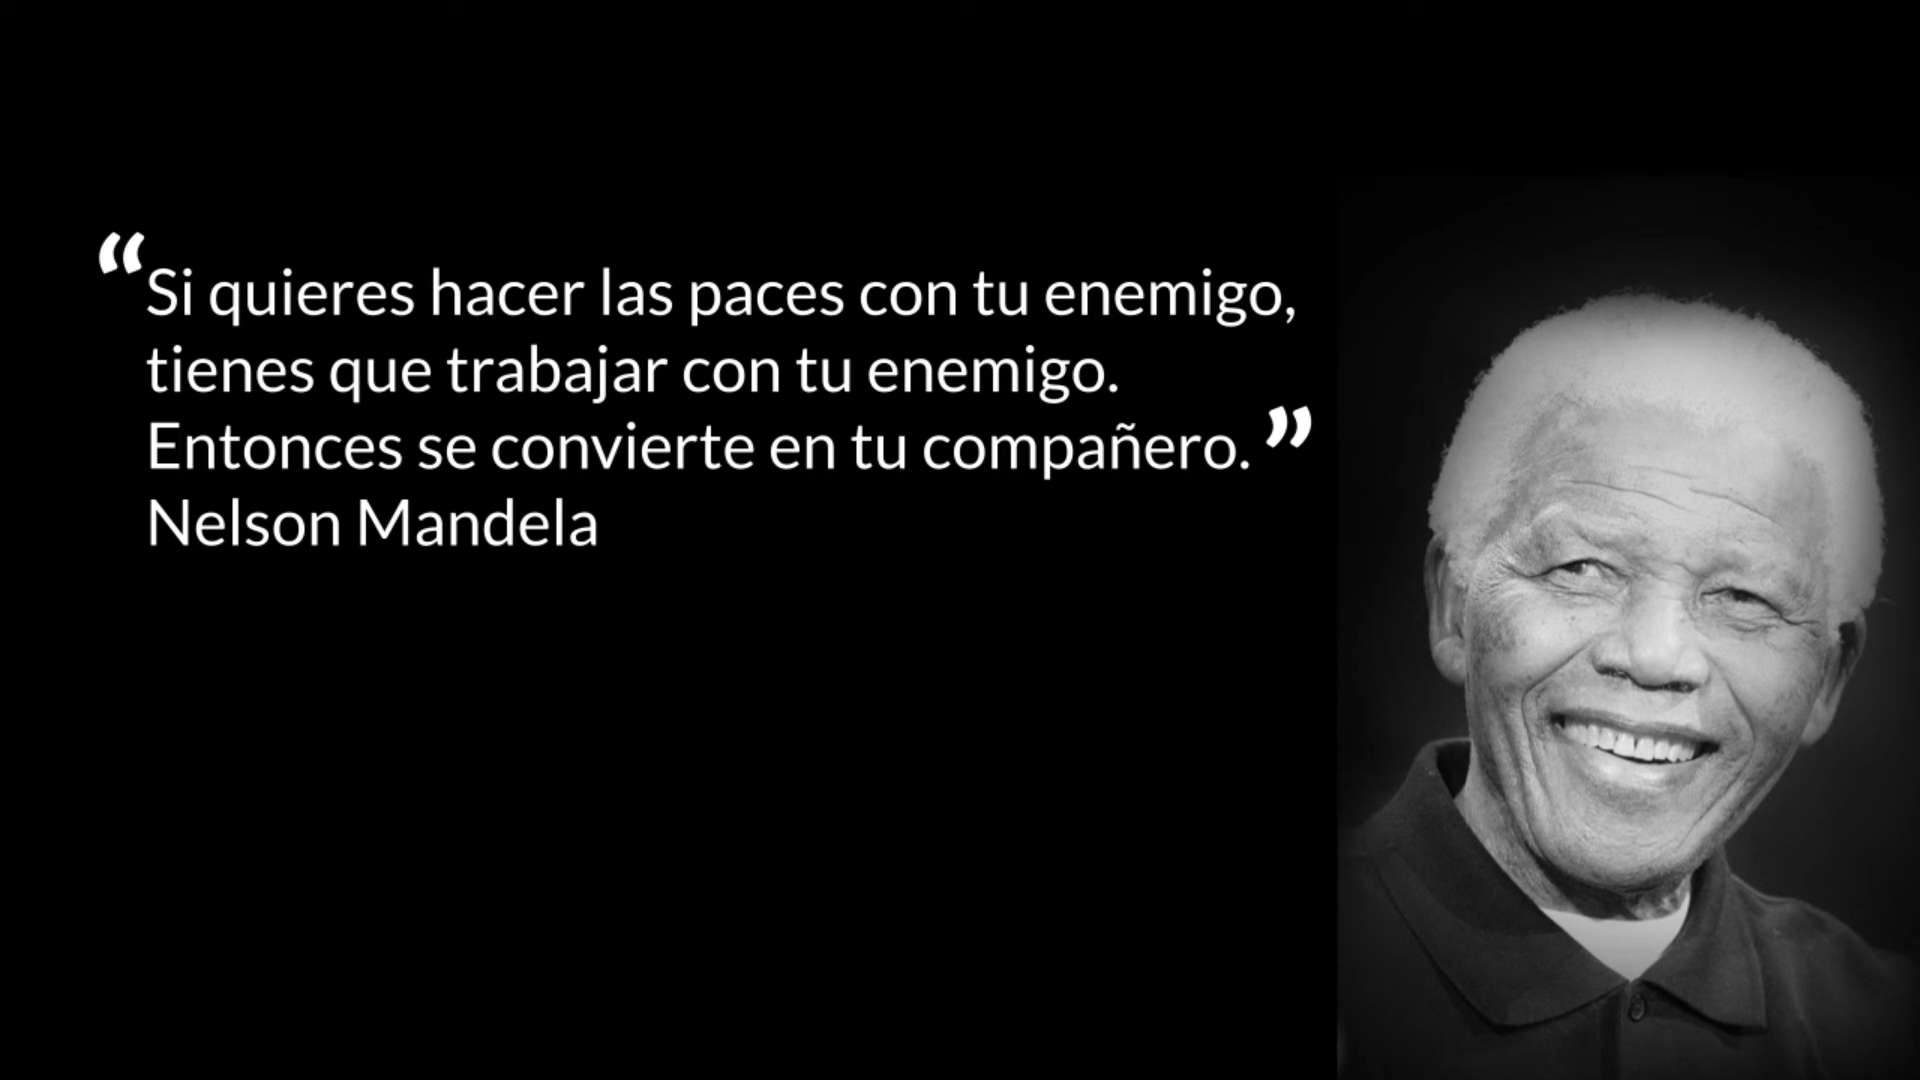 “Si quieres hacer las paces con tu enemigo,
tienes que trabajar con tu enemigo.
Entonces se convierte en tu compañero.”
Nelson Mandela